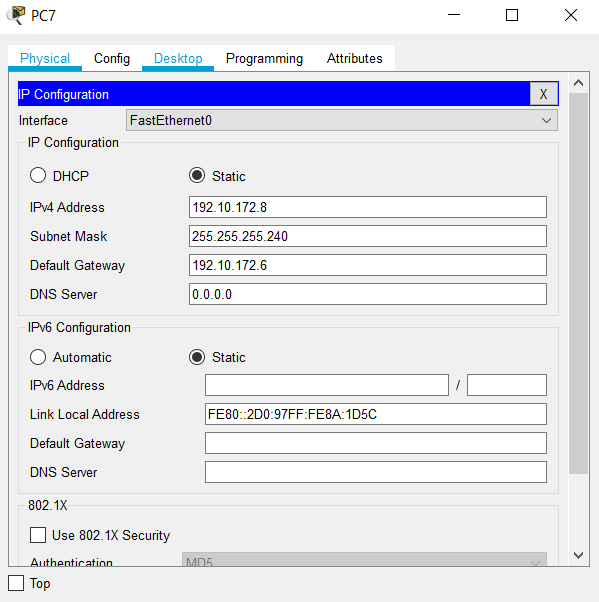 PC7
Physical Config Desktop Programming Attributes
IP Configuration X
Interface FastEthernet0
IP Configuration
DHCP Static
IPv4 Address 192.10.172.8
Subnet Mask 255.255.255.240
Default Gateway 192.10.172.6
DNS Server 0.0.0.0
IPv6 Configuration
Automatic Static
IPv6 Address /
Link Local Address FE80::2D0:97FF:FE8A:1D5C
Default Gateway
DNS Server
802.1X
Use 802.1X Security
Authentication MD5
Top